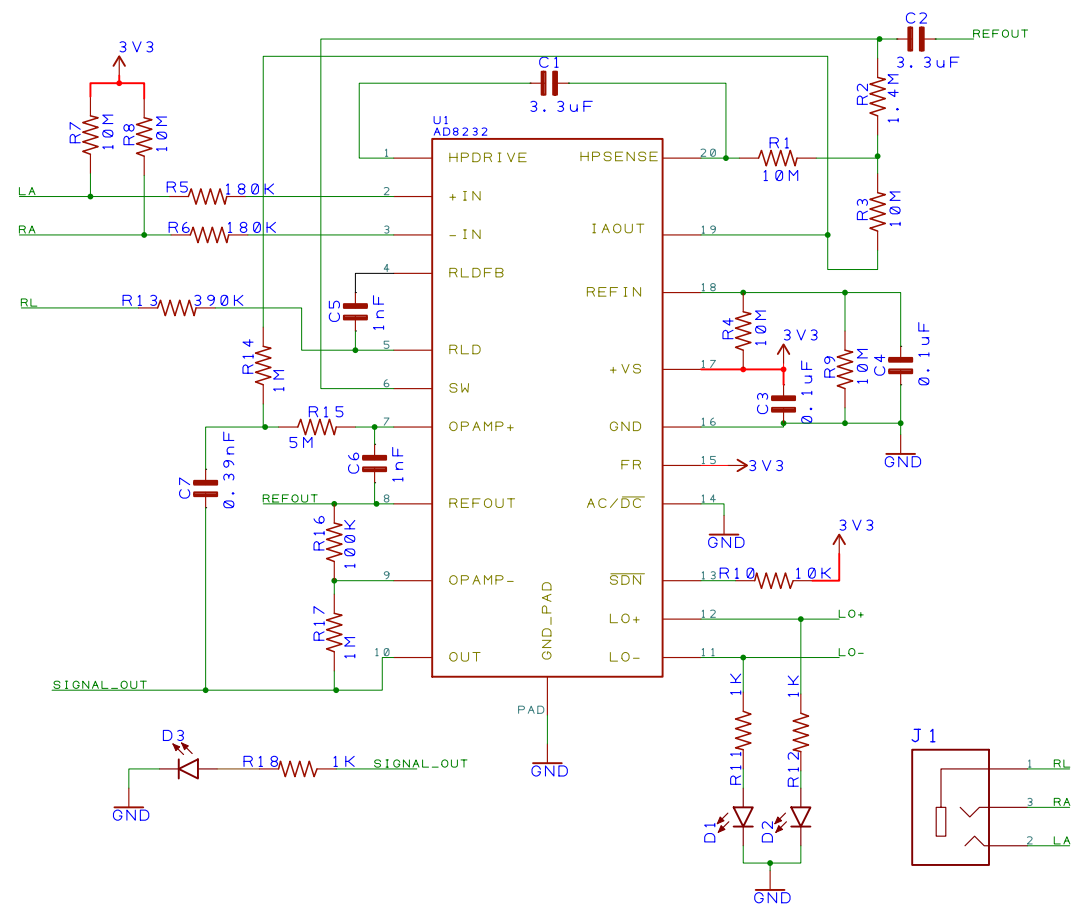 C2
REFOUT
3.3uF
3V3
C1
3.3uF
R2
1.4M
R7
10M
R8
10M
U1
AD8232
1
HPDRIVE
HPSENSE
20
R1
10M
LA
R5
180K
2
+IN
R3
10M
RA
R6
180K
3
-IN
IAOUT
19
4
RLDFB
REFIN
18
RL
R13
390K
C5
1nF
R4
10M
3V3
R14
1M
5
RLD
+VS
17
0.1uF
R9
10M
C4
0.1uF
6
SW
C3
R15
5M
7
OPAMP+
GND
16
GND
C7
0.39nF
C6
1nF
FR
15
3V3
REFOUT
8
REFOUT
AC/DC
14
GND
R16
100K
3V3
9
OPAMP-
SDN
13
R10
10K
R17
1M
GND_PAD
LO+
12
LO+
10
OUT
LO-
11
LO-
SIGNAL_OUT
1K
1K
PAD
D3
R18
1K
SIGNAL_OUT
GND
GND
R11
R12
J1
1
RL
3
RA
2
LA
D1
D2
GND